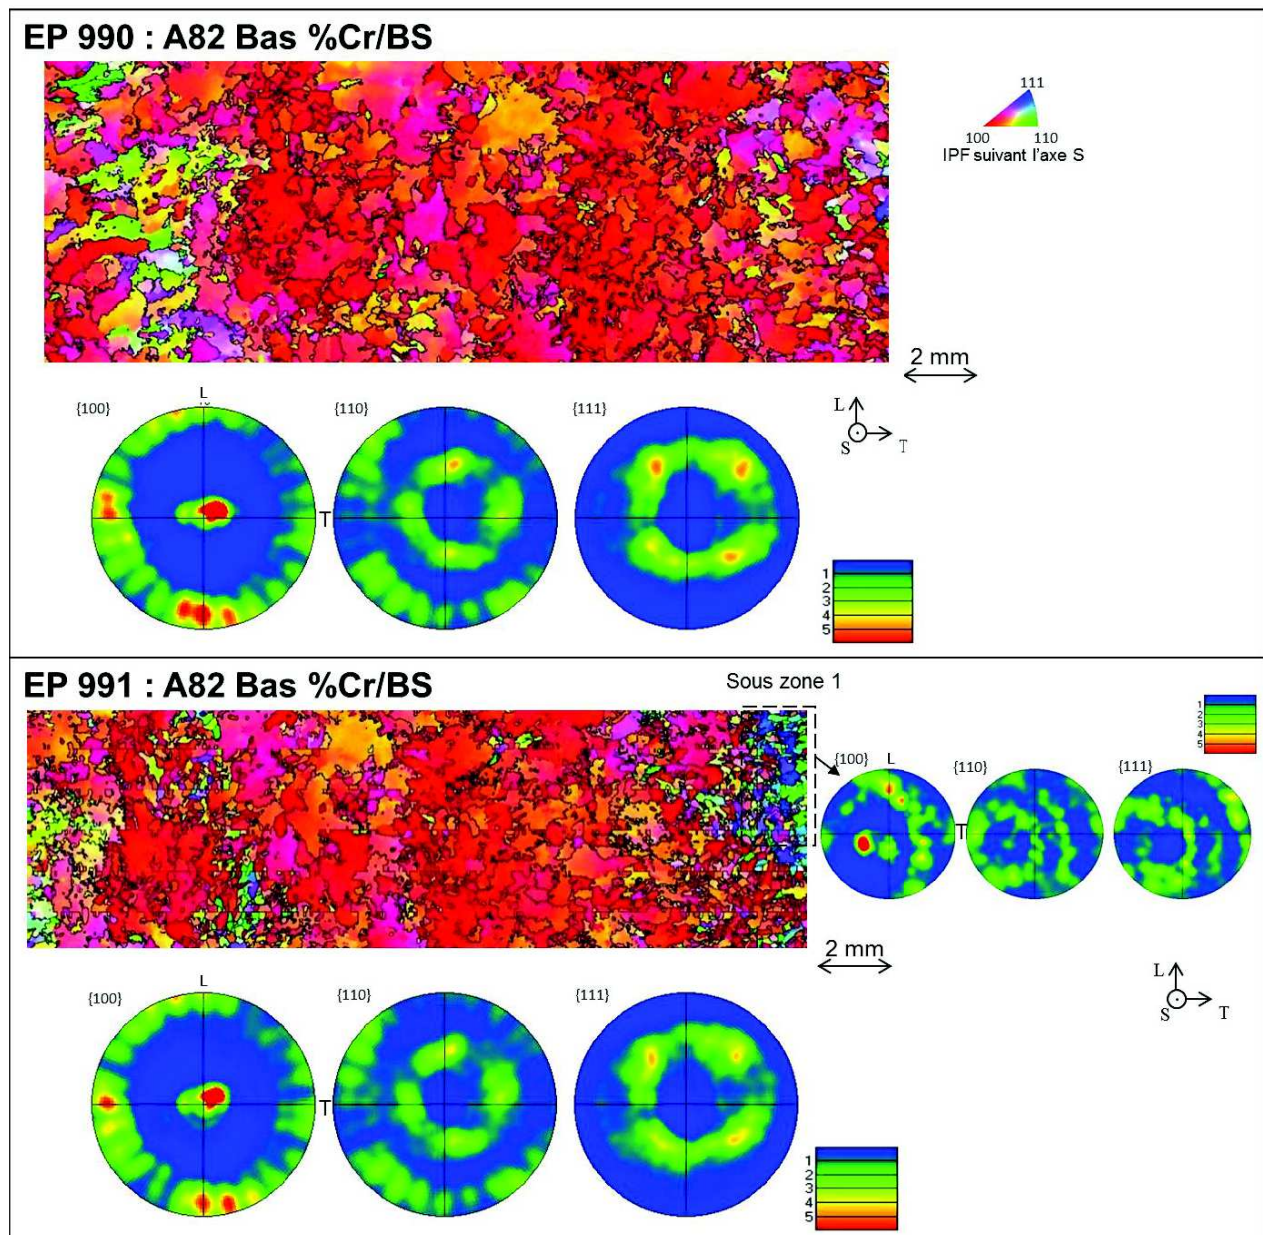 EP 990 : A82 Bas %Cr/BS
111
100
110
IPF suivant l'axe S
2 mm
L
{100}
{110}
{111}
T
L
S
T
1
2
3
4
5
EP 991 : A82 Bas %Cr/BS
Sous zone 1
1
2
3
4
5
{100}
L
{110}
{111}
T
2 mm
L
S
T
L
{100}
{110}
{111}
T
1
2
3
4
5